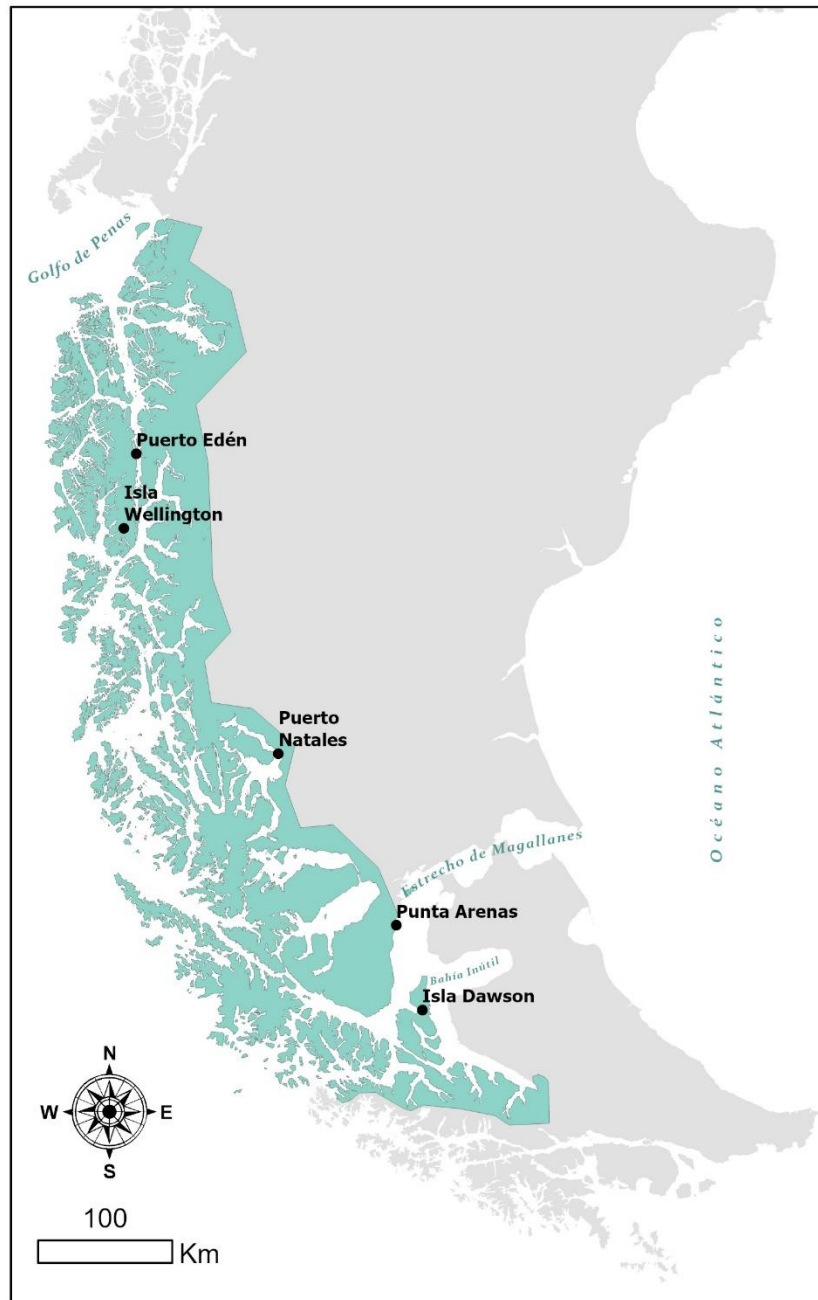 Golfo de Penas
Puerto Edén
Isla
Wellington
Puerto
Natales
Océano Atlántico
Estrecho de Magallanes
Punta Arenas
Bahía Inútil
Isla Dawson
N
W E
S
100
Km